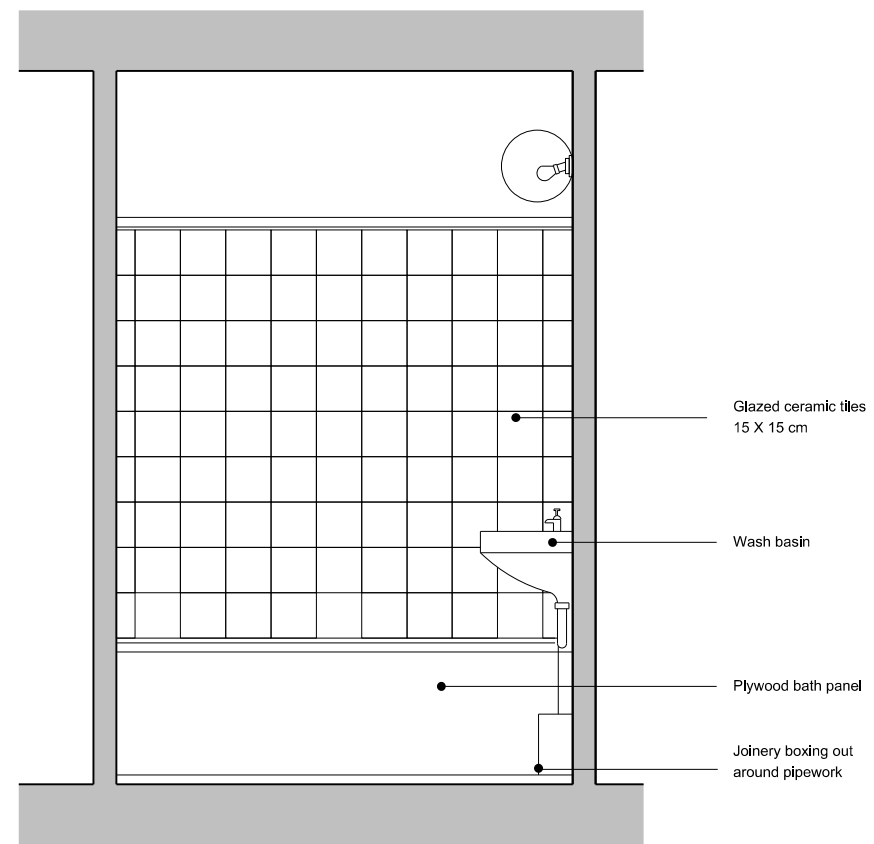 Glazed ceramic tiles
15 X 15 cm
Wash basin
Plywood bath panel
Joinery boxing out
around pipework